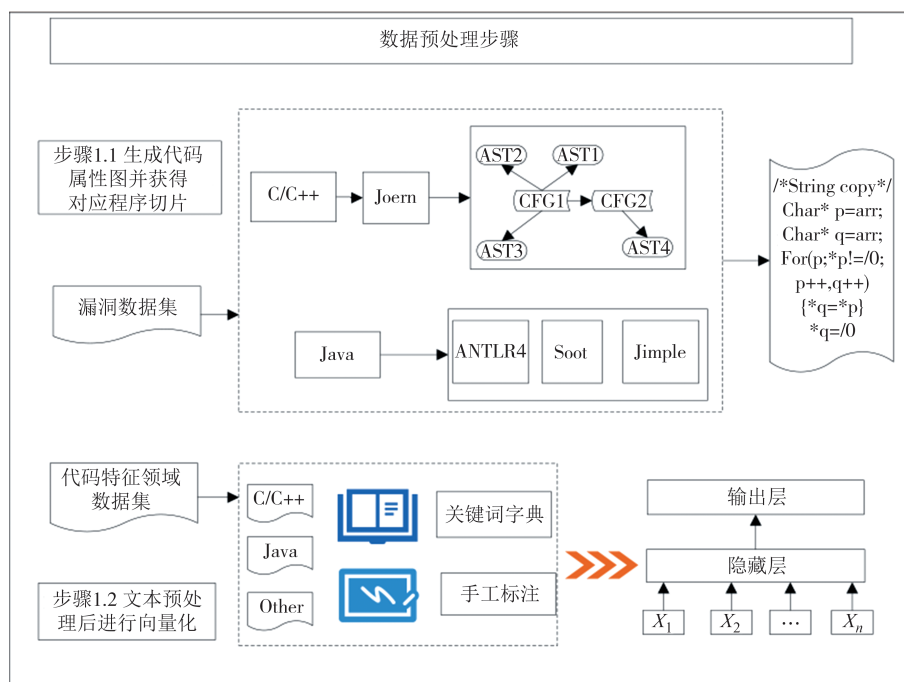 数据预处理步骤
步骤1.1 生成代码
属性图并获得
对应程序切片
C/C++
Joern
AST2
AST1
CFG1
CFG2
AST3
AST4
/*String copy*/
Char* p=arr;
Char* q=arr;
For(p;*p!=/0;
p++,q++)
{*q=*p}
*q=/0
漏洞数据集
Java
ANTLR4
Soot
Jimple
代码特征领域
数据集
C/C++
Java
Other
关键词字典
手工标注
步骤1.2 文本预处
理后进行向量化
输出层
隐藏层
X1
X2
…
Xn